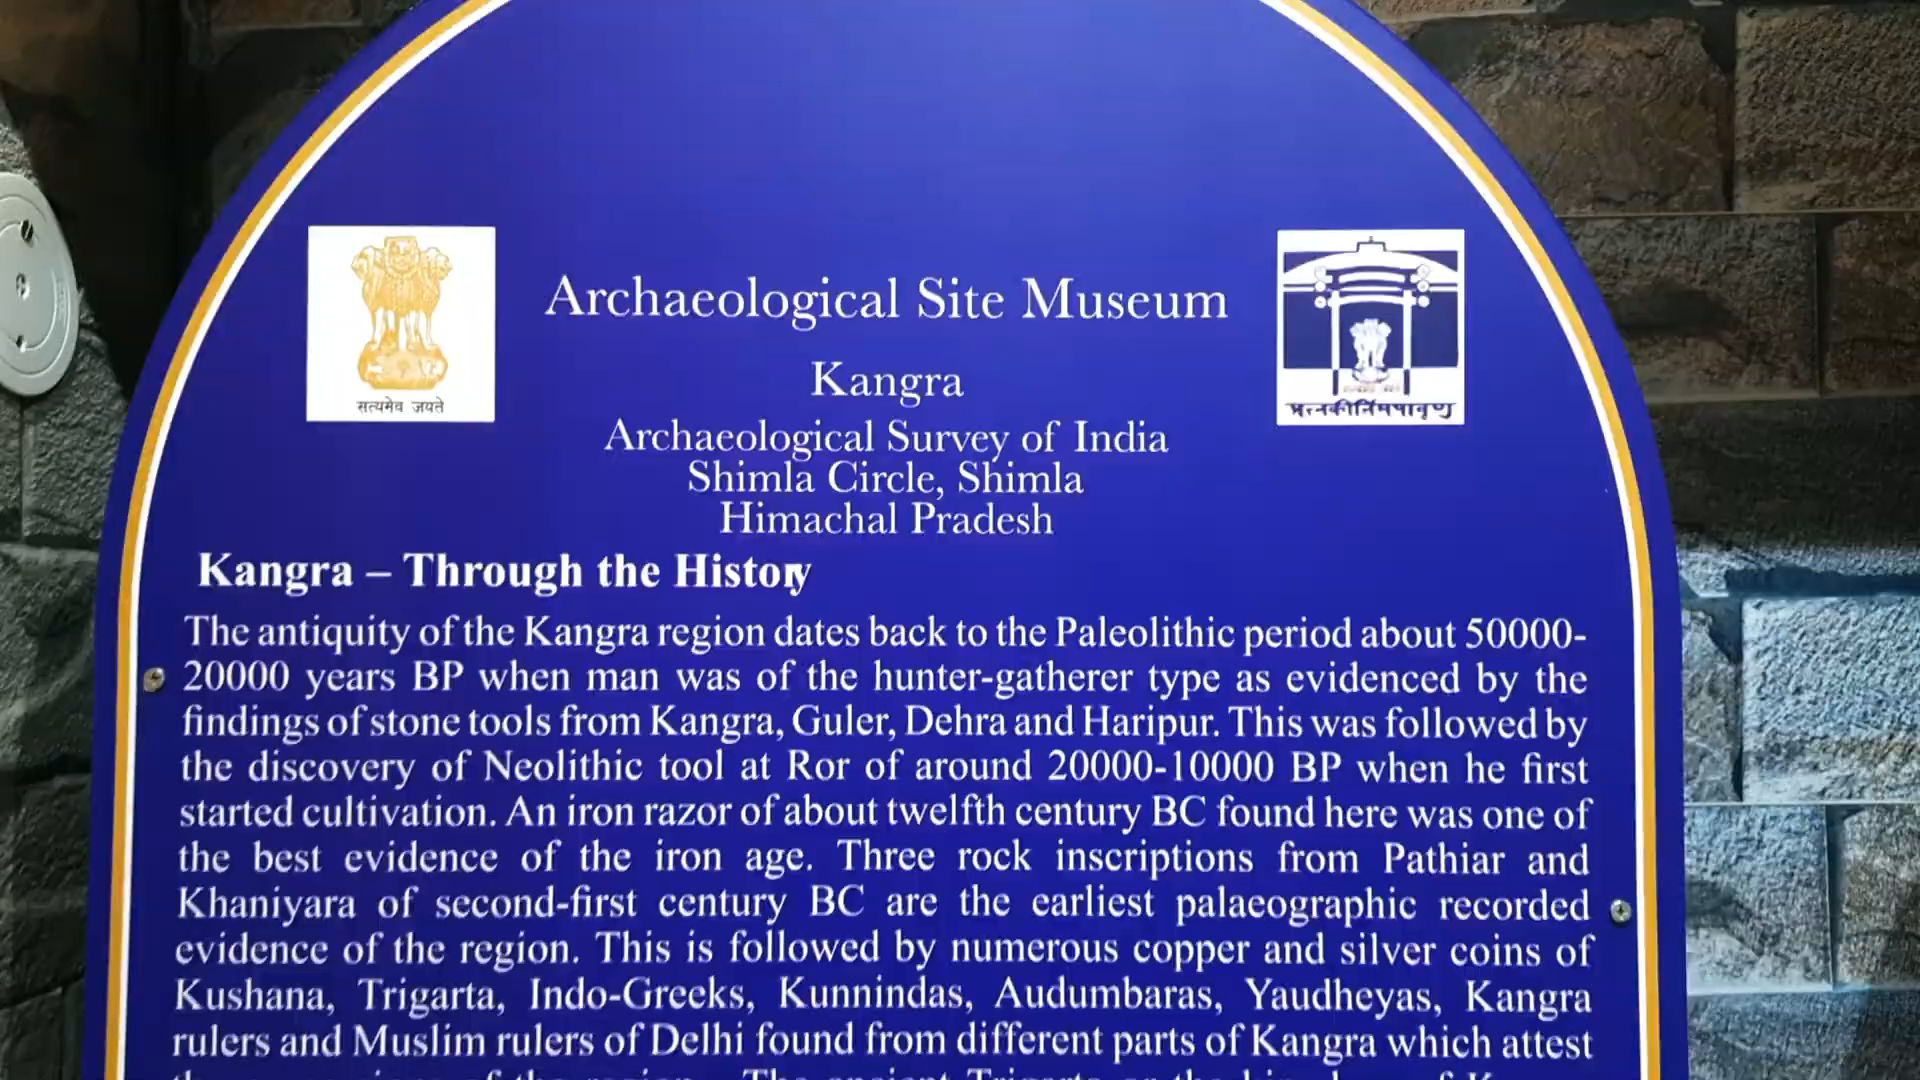 सत्यमेव जयते
Archaeological Site Museum
Kangra
Archaeological Survey of India
Shimla Circle, Shimla
Himachal Pradesh
Kangra – Through the History
The antiquity of the Kangra region dates back to the Paleolithic period about 50000-
20000 years BP when man was of the hunter-gatherer type as evidenced by the
findings of stone tools from Kangra, Guler, Dehra and Haripur. This was followed by
the discovery of Neolithic tool at Ror of around 20000-10000 BP when he first
started cultivation. An iron razor of about twelfth century BC found here was one of
the best evidence of the iron age. Three rock inscriptions from Pathiar and
Khaniyara of second-first century BC are the earliest palaeographic recorded
evidence of the region. This is followed by numerous copper and silver coins of
Kushana, Trigarta, Indo-Greeks, Kunnindas, Audumbaras, Yaudheyas, Kangra
rulers and Muslim rulers of Delhi found from different parts of Kangra which attest